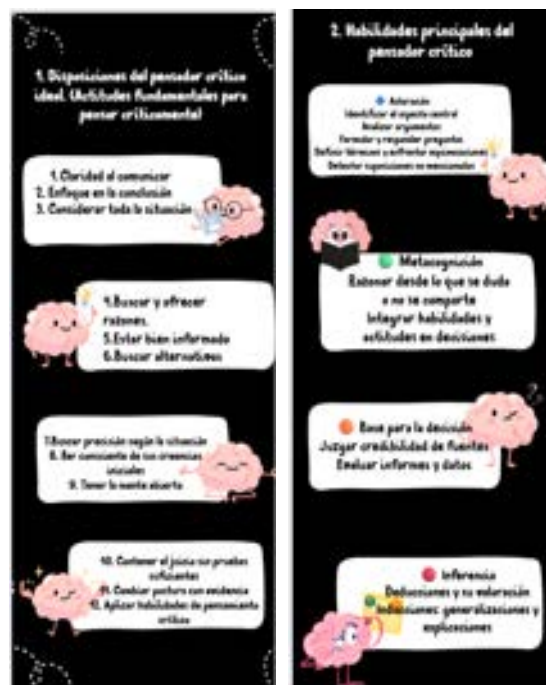 1. Disposiciones del pensador crítico
ideal. (Actitudes fundamentales para
pensar críticamente)
1. Claridad al comunicar
2. Enfoque en la conclusión
3. Considerar toda la situación
4.Buscar y ofrecer
razones.
5.Estar bien informado
6.Buscar alternativas
7.Buscar precisión según la situación
8. Ser consciente de tus creencias
iniciales
9. Tener la mente abierta
10. Contener el juicio sin pruebas
suficientes
11. Cambiar postura con evidencia
12. Aplicar habilidades de pensamiento
crítico
2. Habilidades principales del
pensador crítico
Identificar el aspecto central
Analizar argumentos
Formular y responder preguntas
Definir términos y enfrentar equivocaciones
Detectar suposiciones no mencionadas
Metacognición
Razonar desde lo que se duda
o no se comparte
Integrar habilidades y
actitudes en decisiones
Base para la decisión
Juzgar credibilidad de fuentes
Evaluar informes y datos
Inferencia
Deducciones y su valoración
Inducciones: generalizaciones y
explicaciones